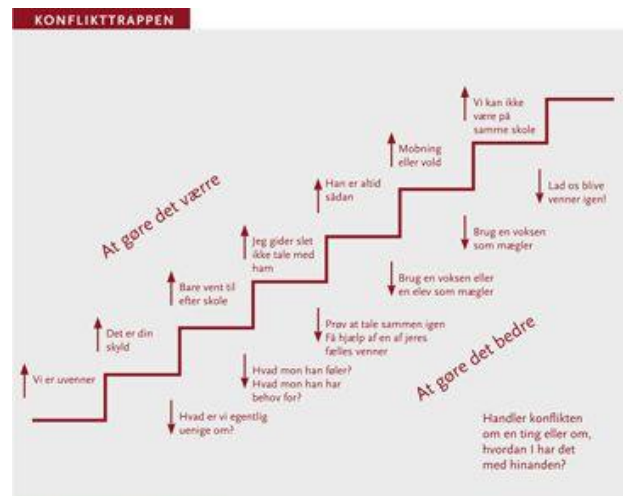 KONFLIKTTRAPPEN
Vi kan ikke
være på
samme skole
Mobning
eller vold
Han er altid
sådan
Lad os blive
venner igen!
At gøre det værre
Jeg gider slet
ikke tale med
ham
Brug en voksen
som mægler
Bare vent til
efter skole
Brug en voksen eller
en elev som mægler
Det er din
skyld
Prøv at tale sammen igen
Få hjælp af en af jeres
fælles venner
At gøre det bedre
Vi er uvenner
Hvad mon han føler?
Hvad mon han har
behov for?
Hvad er vi egentlig
uenige om?
Handler konflikten
om en ting eller om,
hvordan I har det
med hinanden?